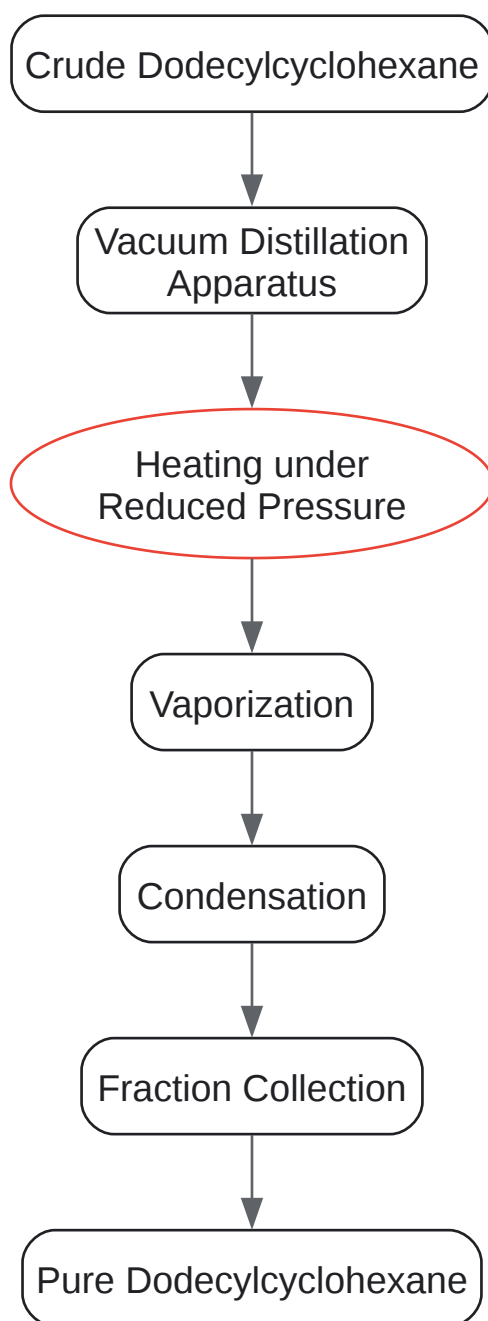 Crude Dodecylcyclohexane
Vacuum Distillation
Apparatus
Heating under
Reduced Pressure
Vaporization
Condensation
Fraction Collection
Pure Dodecylcyclohexane